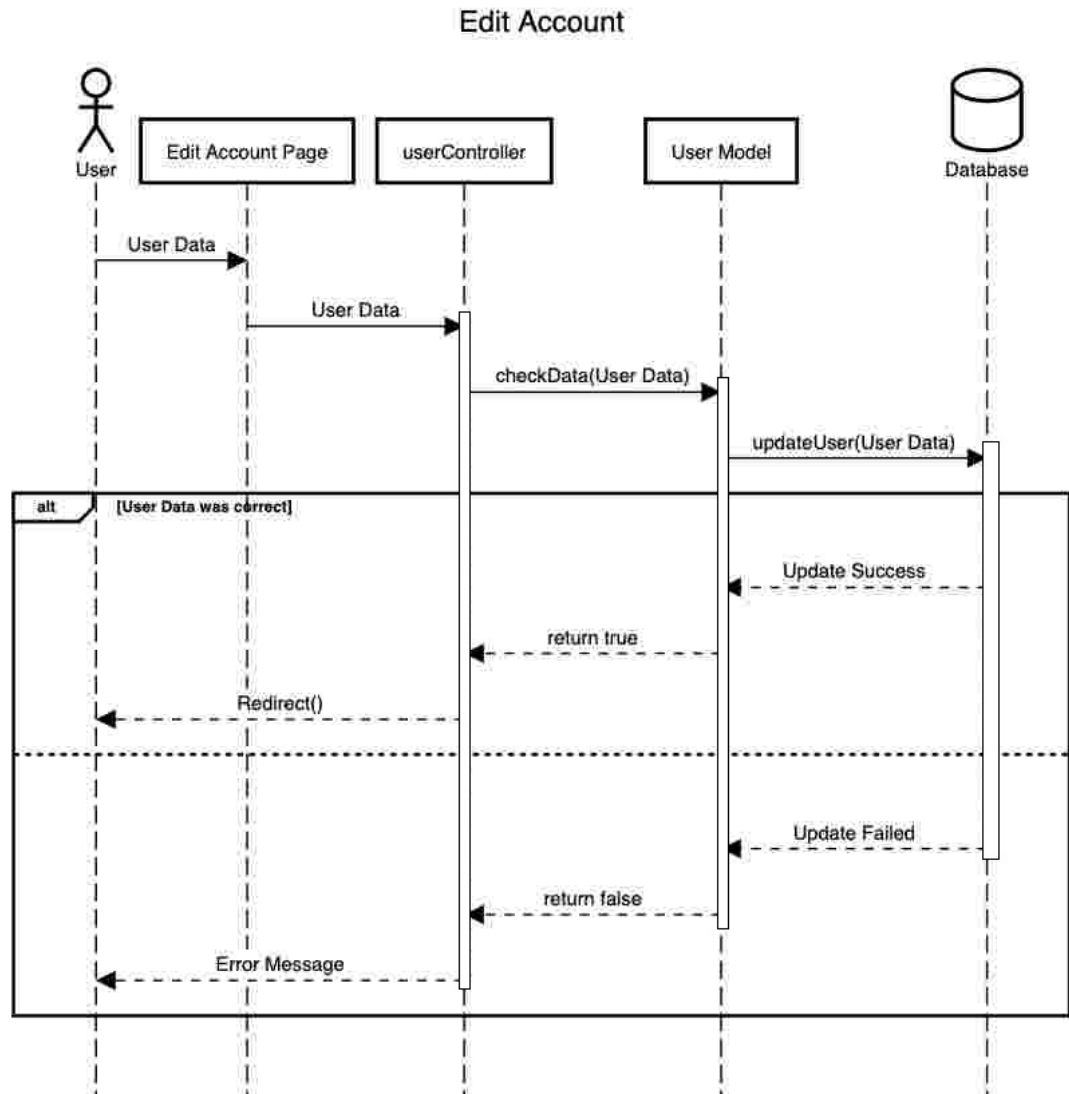 Edit Account
User
Edit Account Page
userController
User Model
Database
User Data
User Data
checkData(User Data)
updateUser(User Data)
alt
[User Data was correct]
Update Success
return true
Redirect()
Update Failed
return false
Error Message